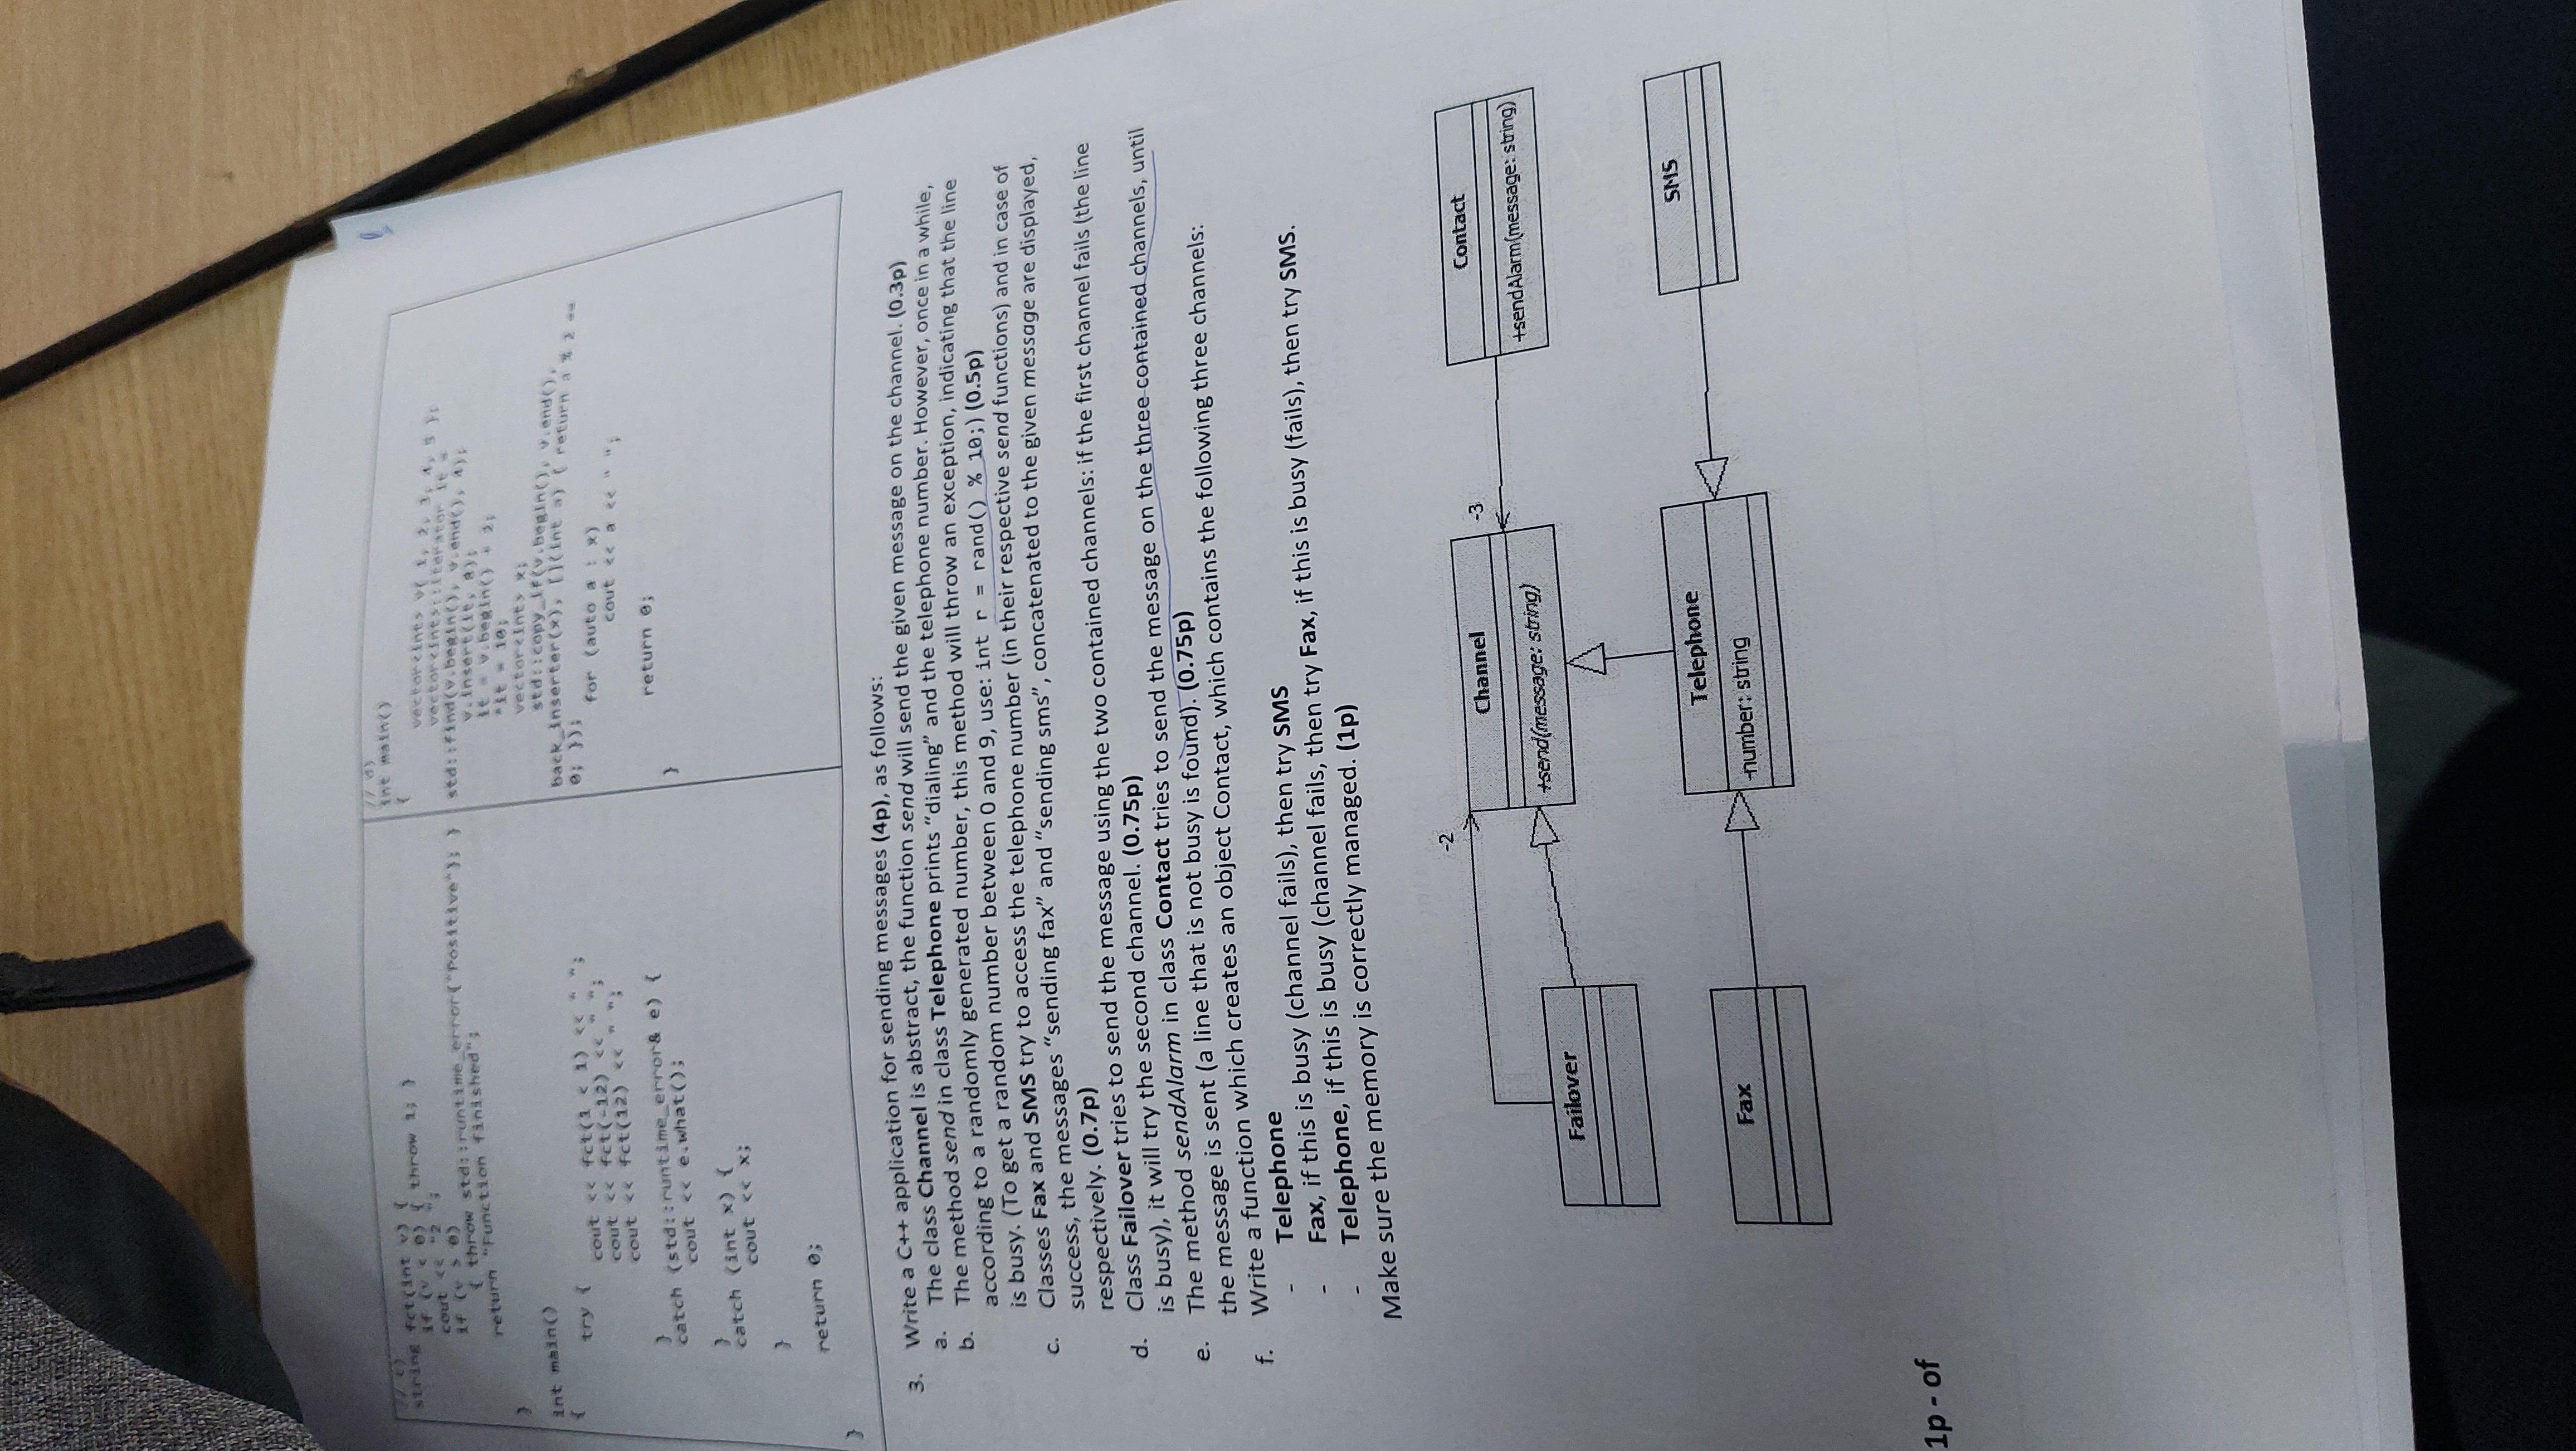 // c)
string fct(int v) {
if (v < 0) { throw 1; }
cout << "2 ";
if (v > 0)
{ throw std::runtime_error{"Positive"}; }
return "Function finished";
}
int main()
{
try {
cout << fct(1 < 1) << " ";
cout << fct(-12) << " ";
cout << fct(12) << " ";
}
catch (std::runtime_error& e) {
cout << e.what();
}
catch (int x) {
cout << x;
}
return 0;
}
// d)
int main()
{
vector<int> v{ 1, 2, 3, 4, 5 };
vector<int>::iterator it =
std::find(v.begin(), v.end(), 4);
v.insert(it, 8);
it = v.begin() + 2;
*it = 10;
vector<int> x;
std::copy_if(v.begin(), v.end(),
back_inserter(x), [](int a) { return a % 2 ==
0; });
for (auto a : x)
cout << a << " ";
return 0;
}
3. Write a C++ application for sending messages (4p), as follows:
a. The class Channel is abstract, the function send will send the given message on the channel. (0.3p)
b. The method send in class Telephone prints “dialing” and the telephone number. However, once in a while,
according to a randomly generated number, this method will throw an exception, indicating that the line
is busy. (To get a random number between 0 and 9, use: int r = rand() % 10;) (0.5p)
c. Classes Fax and SMS try to access the telephone number (in their respective send functions) and in case of
success, the messages “sending fax” and “sending sms”, concatenated to the given message are displayed,
respectively. (0.7p)
d. Class Failover tries to send the message using the two contained channels: if the first channel fails (the line
is busy), it will try the second channel. (0.75p)
e. The method sendAlarm in class Contact tries to send the message on the three contained channels, until
the message is sent (a line that is not busy is found). (0.75p)
f. Write a function which creates an object Contact, which contains the following three channels:
- Telephone
- Fax, if this is busy (channel fails), then try SMS
- Telephone, if this is busy (channel fails, then try Fax, if this is busy (fails), then try SMS.
Make sure the memory is correctly managed. (1p)
-2
Channel
+send(message: string)
-3
Contact
+sendAlarm(message: string)
Failover
Telephone
-number: string
SMS
Fax
1p - of